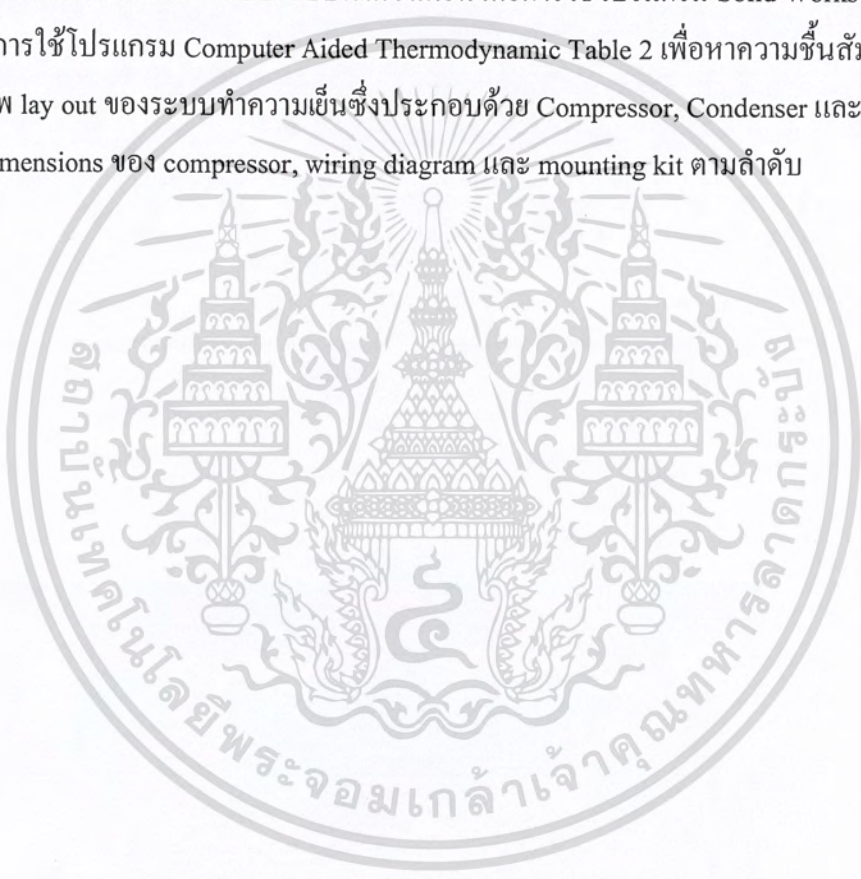 การใช้โปรแกรม Computer Aided Thermodynamic Table 2 เพื่อหาความชื้น
พ lay out ของระบบทำความเย็นซึ่งประกอบด้วย Compressor, Condenser และ
mensions ของ compressor, wiring diagram และ mounting kit ตามลำดับ
สถาบันเทคโนโลยีพระจอมเกล้าเจ้าคุณทหารลาดกระบัง